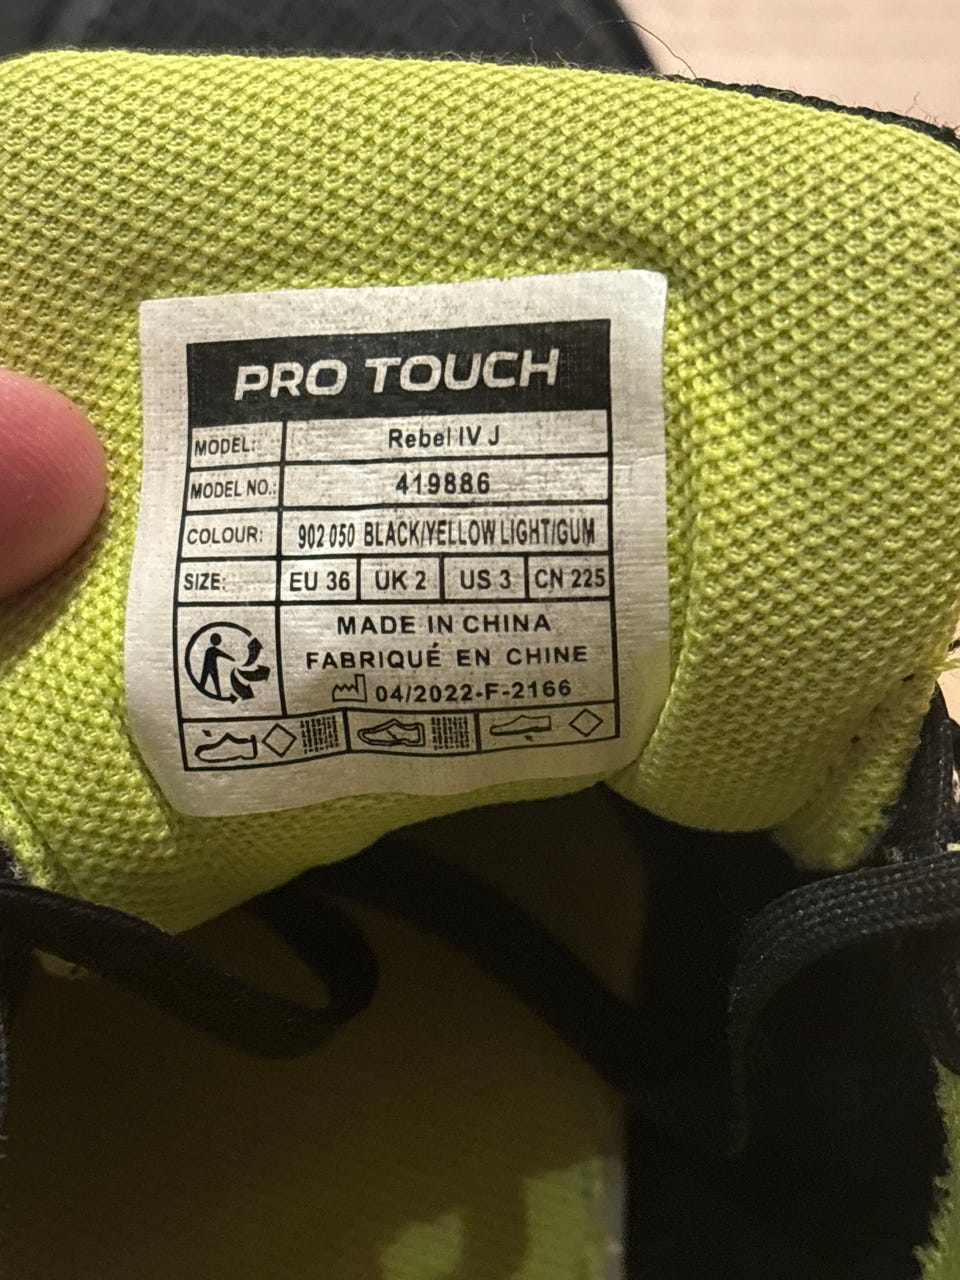 PRO TOUCH
MODEL: Rebel IV J
MODEL NO.: 419886
COLOUR: 902 050 BLACK/YELLOW LIGHT/GUM
SIZE: EU 36 UK 2 US 3 CN 225
MADE IN CHINA
FABRIQUÉ EN CHINE
04/2022-F-2166